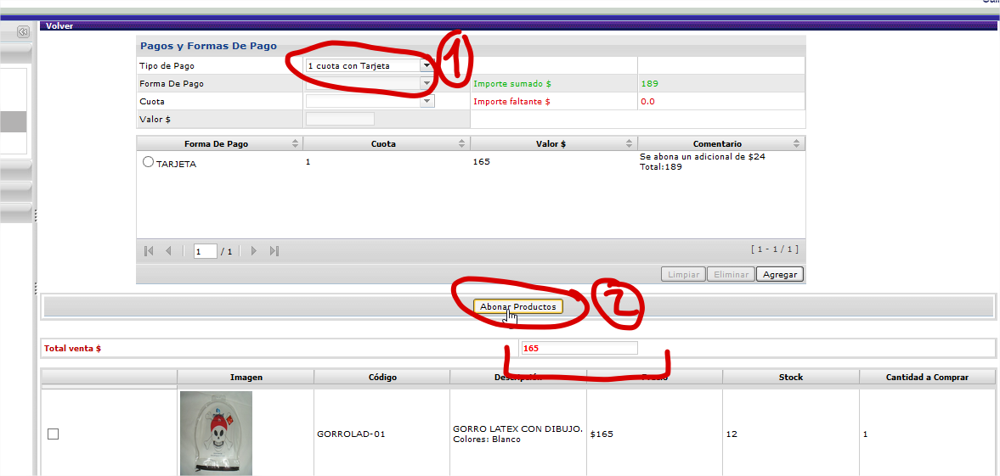 Volver
Pagos y Formas De Pago
Tipo de Pago 1 cuota con Tarjeta
1
Forma De Pago Importe sumado $ 189
Cuota Importe faltante $ 0.0
Valor $
Forma De Pago Cuota Valor $ Comentario
TARJETA 1 165 Se abona un adicional de $24
Total:189
1 / 1 [ 1 - 1 / 1 ]
Limpiar Eliminar Agregar
Abonar Productos
2
Total venta $ 165
Imagen Código Descripción Precio Stock Cantidad a Comprar
GORROLAD-01 GORRO LATEX CON DIBUJO. $165 12 1
Colores: Blanco